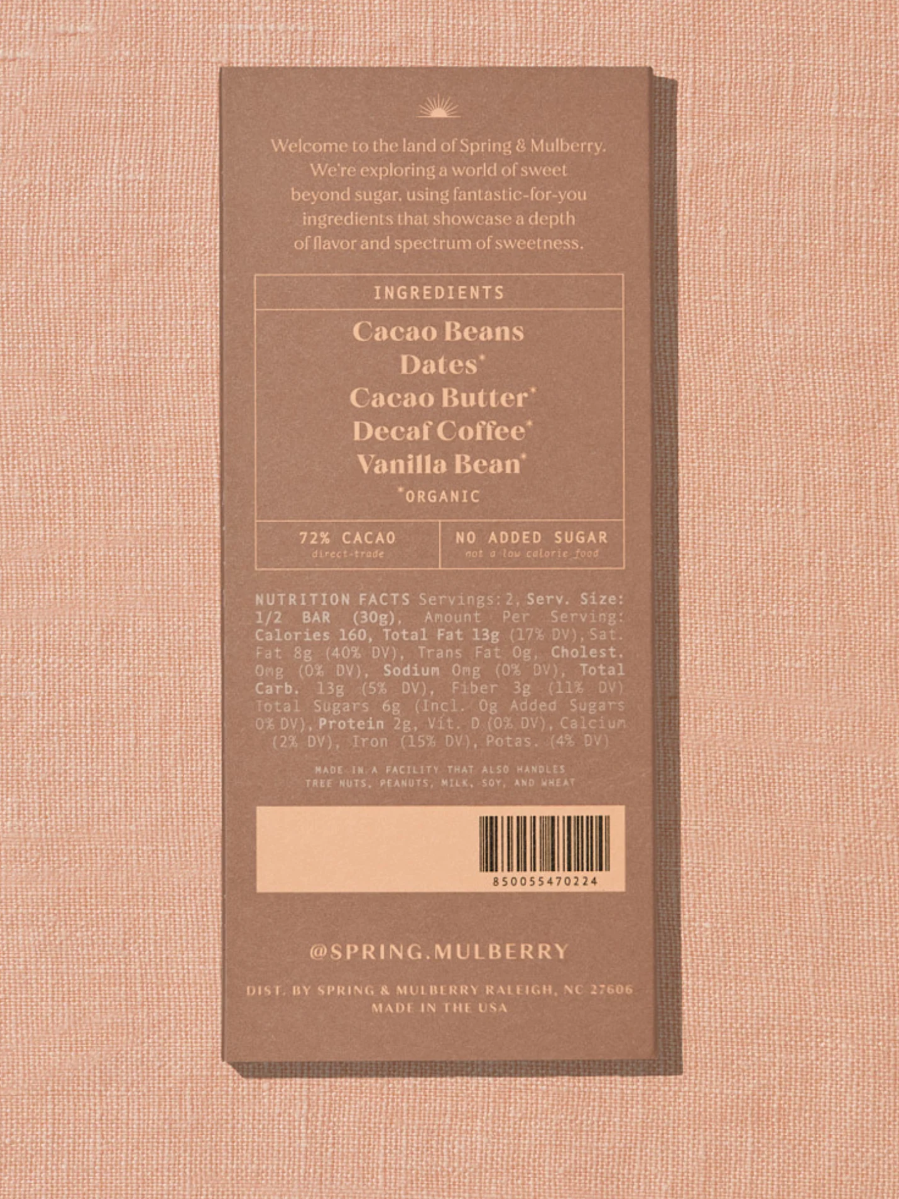 Welcome to the land of Spring & Mulberry.
We're exploring a world of sweet
beyond sugar, using fantastic-for-you
ingredients that showcase a depth
of flavor and spectrum of sweetness.
INGREDIENTS
Cacao Beans
Dates*
Cacao Butter*
Decaf Coffee*
Vanilla Bean*
*ORGANIC
72% CACAO
direct-trade
NO ADDED SUGAR
not a low calorie food
NUTRITION FACTS Servings: 2, Serv. Size:
1/2 BAR (30g), Amount Per Serving:
Calories 160, Total Fat 13g (17% DV), Sat.
Fat 8g (40% DV), Trans Fat 0g, Cholest.
0mg (0% DV), Sodium 0mg (0% DV), Total
Carb. 13g (5% DV), Fiber 3g (11% DV)
Total Sugars 6g (Incl. 0g Added Sugars
0% DV), Protein 2g, Vit. D (0% DV), Calcium
(2% DV), Iron (15% DV), Potas. (4% DV)
MADE IN A FACILITY THAT ALSO HANDLES
TREE NUTS, PEANUTS, MILK, SOY, AND WHEAT
850055470224
@SPRING.MULBERRY
DIST. BY SPRING & MULBERRY RALEIGH, NC 27606
MADE IN THE USA